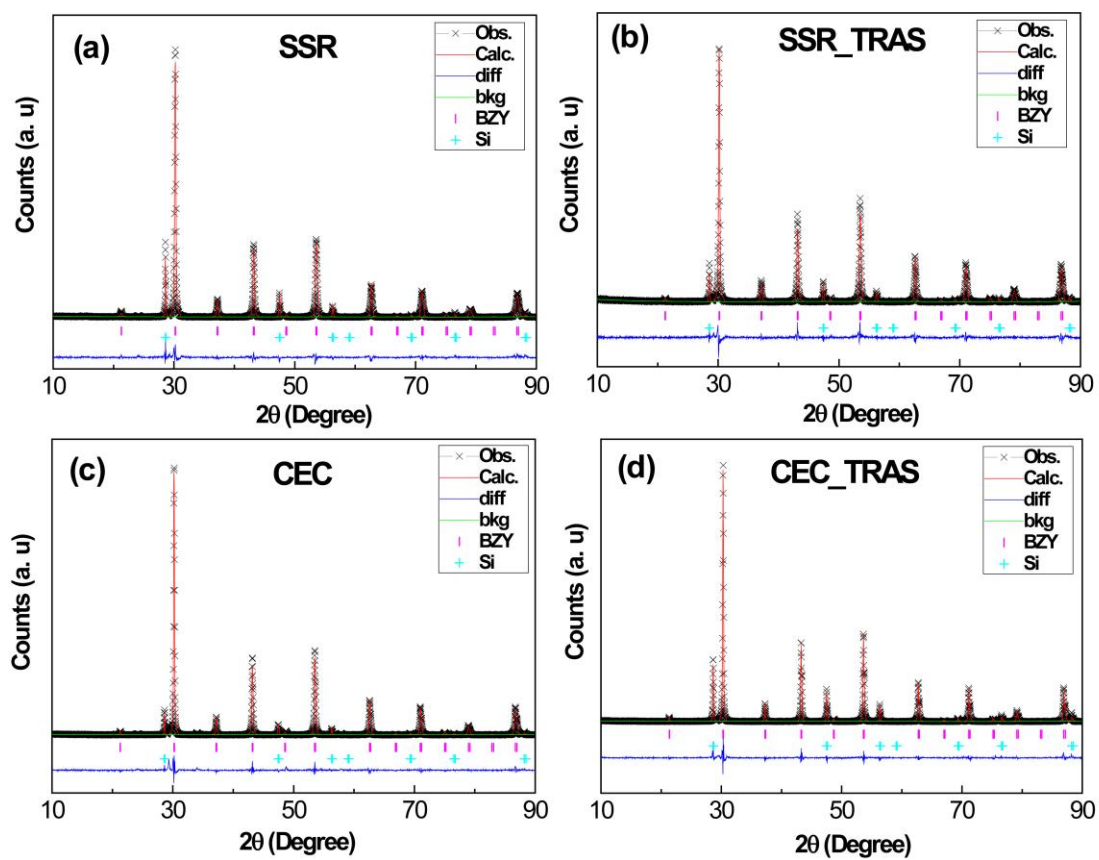 (a)
SSR
Obs.
Calc.
diff
bkg
BZY
Si
Counts (a. u)
10 30 50 70 90
2θ (Degree)
(b)
SSR_TRAS
Obs.
Calc.
diff
bkg
BZY
Si
Counts (a. u)
10 30 50 70 90
2θ (Degree)
(c)
CEC
Obs.
Calc.
diff
bkg
BZY
Si
Counts (a. u)
10 30 50 70 90
2θ (Degree)
(d)
CEC_TRAS
Obs.
Calc.
diff
bkg
BZY
Si
Counts (a. u)
10 30 50 70 90
2θ (Degree)